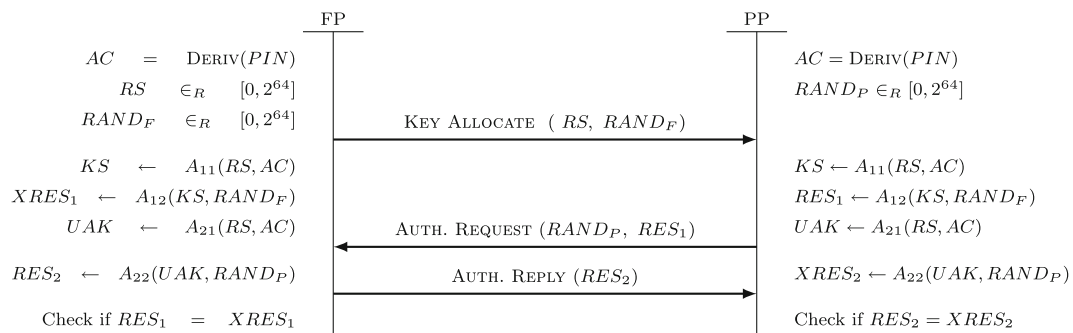 FP PP
AC = DERIV(PIN) AC = DERIV(PIN)
RS ∈R [0, 2^64] RAND_P ∈R [0, 2^64]
RAND_F ∈R [0, 2^64]
KEY ALLOCATE ( RS, RAND_F)
KS ← A_11(RS, AC) KS ← A_11(RS, AC)
XRES_1 ← A_12(KS, RAND_F) RES_1 ← A_12(KS, RAND_F)
UAK ← A_21(RS, AC) UAK ← A_21(RS, AC)
AUTH. REQUEST (RAND_P, RES_1)
RES_2 ← A_22(UAK, RAND_P) XRES_2 ← A_22(UAK, RAND_P)
AUTH. REPLY (RES_2)
Check if RES_1 = XRES_1 Check if RES_2 = XRES_2